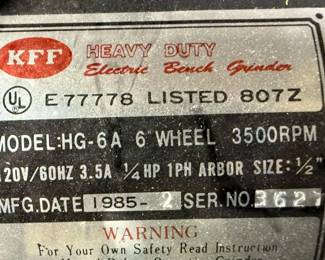 KFF HEAVY DUTY
Electric Bench Grinder
UL E77778 LISTED 807Z
MODEL:HG-6A 6" WHEEL 3500RPM
120V/60HZ 3.5A ¼HP 1PH ARBOR SIZE:½"
MFG.DATE 1985-2 SER.NO. 3627
WARNING
For Your Own Safety Read Instruction